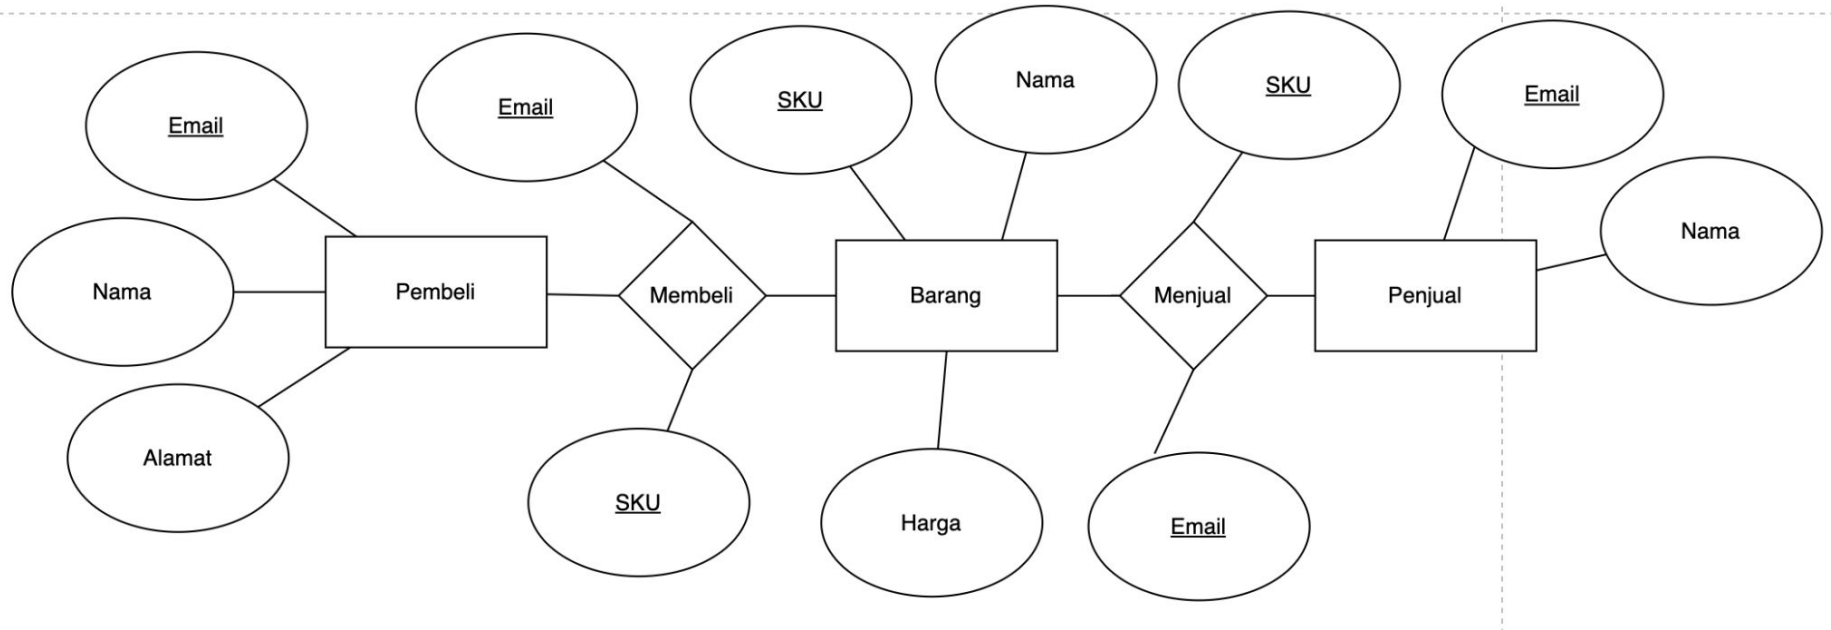 Email
Email
SKU
Nama
SKU
Email
Nama
Nama
Pembeli
Membeli
Barang
Menjual
Penjual
Alamat
SKU
Harga
Email